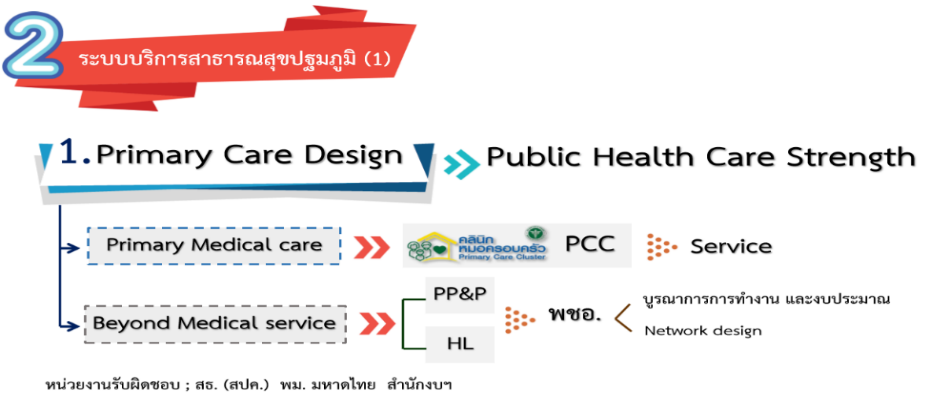 2
ระบบบริการสาธารณสุขปฐมภูมิ (1)
1.Primary Care Design
Public Health Care Strength
Primary Medical care
คลินิก
หมอครอบครัว
Primary Care Cluster
PCC
Service
Beyond Medical service
PP&P
HL
พชอ.
บูรณาการการทำงาน และงบประมาณ
Network design
หน่วยงานรับผิดชอบ ; สธ. (สปค.) พม. มหาดไทย สำนักงบฯ